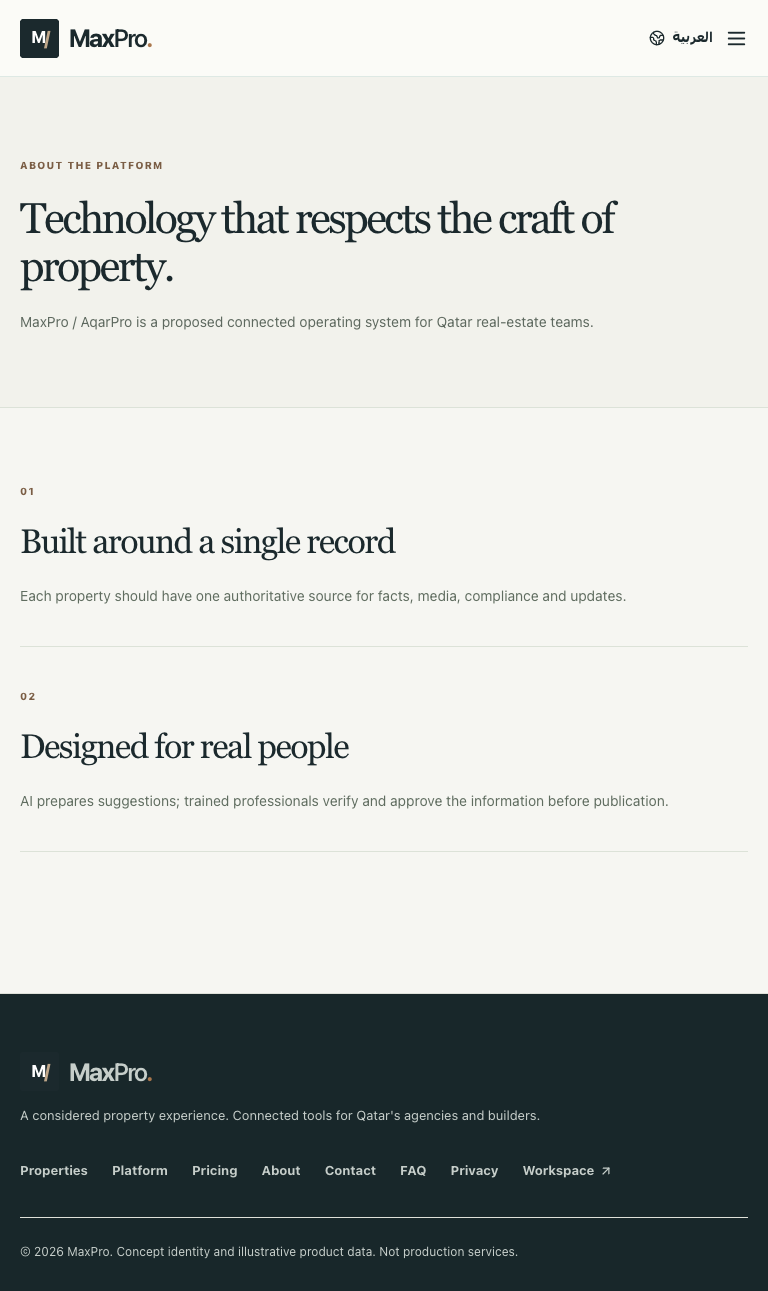 M/ MaxPro.
العربية
ABOUT THE PLATFORM
Technology that respects the craft of
property.
MaxPro / AqarPro is a proposed connected operating system for Qatar real-estate teams.
01
Built around a single record
Each property should have one authoritative source for facts, media, compliance and updates.
02
Designed for real people
AI prepares suggestions; trained professionals verify and approve the information before publication.
M/ MaxPro.
A considered property experience. Connected tools for Qatar's agencies and builders.
Properties Platform Pricing About Contact FAQ Privacy Workspace ↗
© 2026 MaxPro. Concept identity and illustrative product data. Not production services.